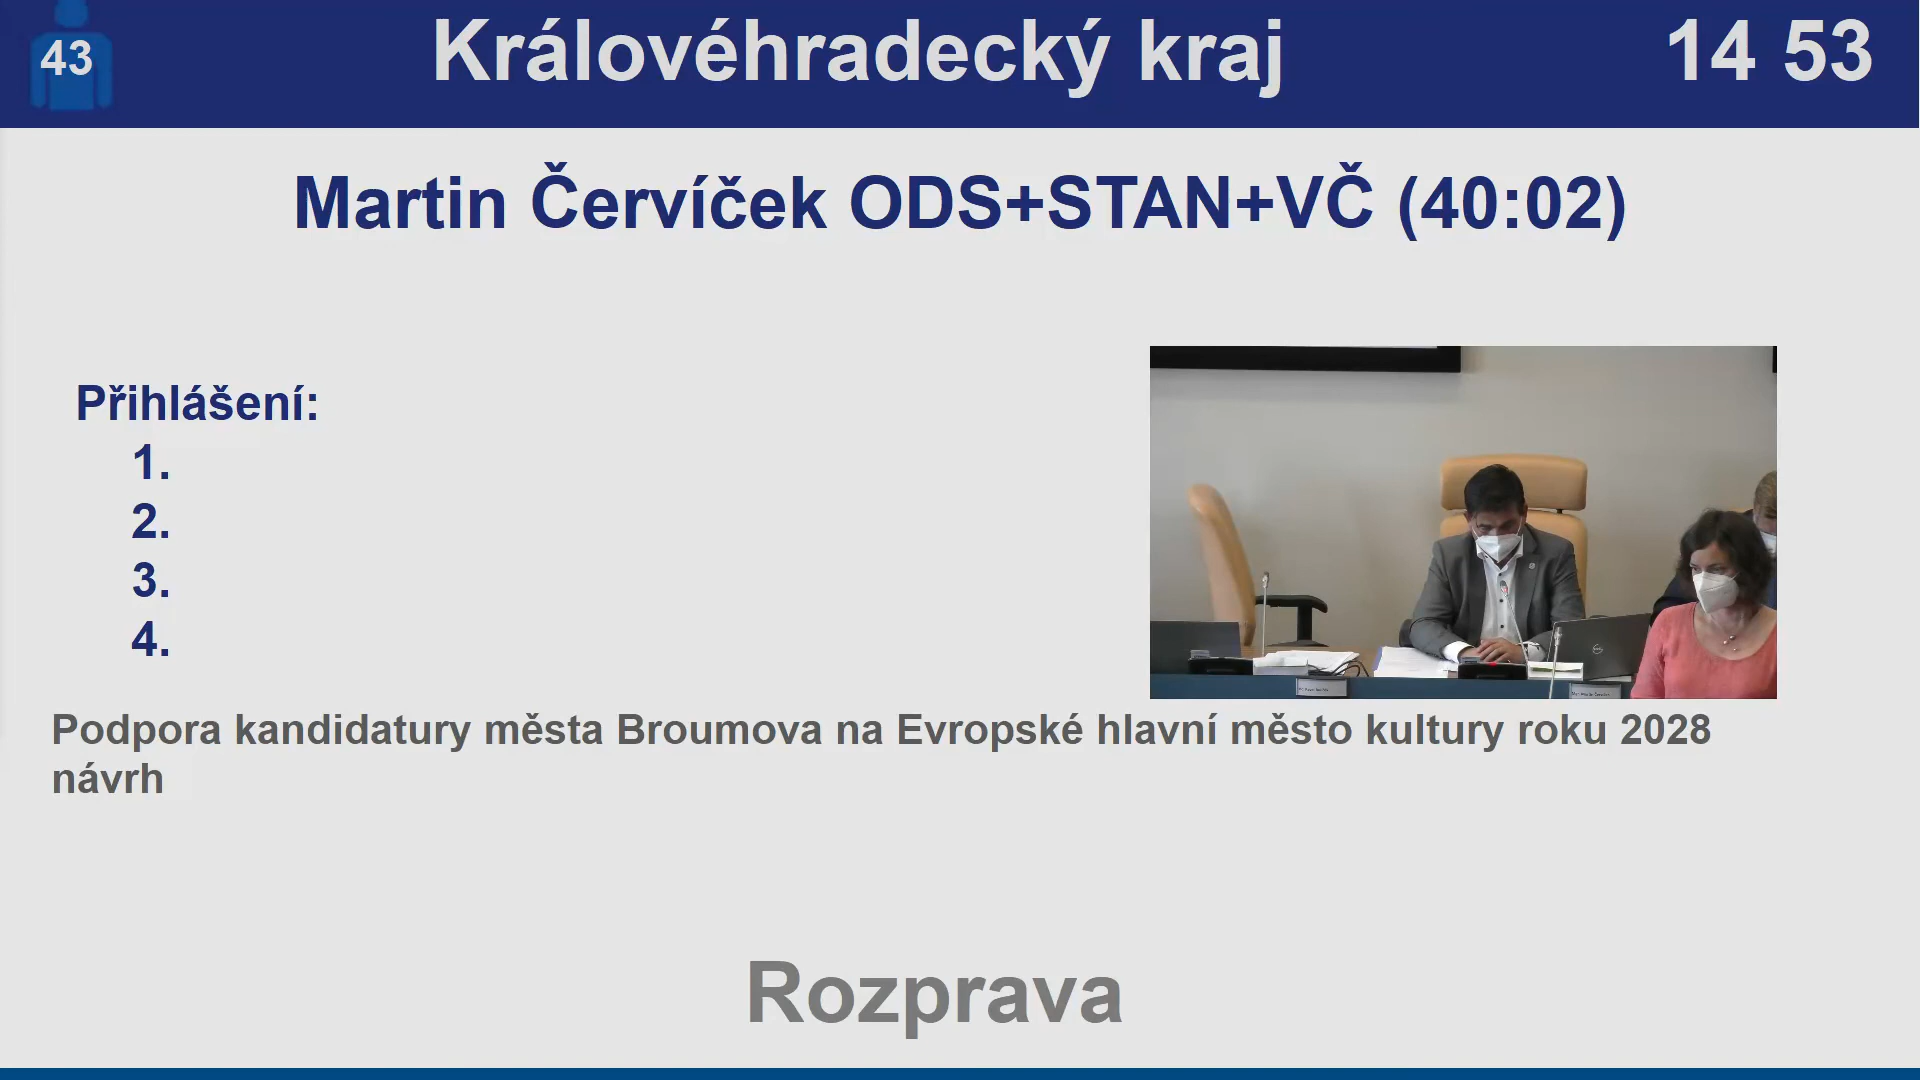 43
Královéhradecký kraj
14 53
Martin Červíček ODS+STAN+VČ (40:02)
Přihlášení:
1.
2.
3.
4.
Podpora kandidatury města Broumova na Evropské hlavní město kultury roku 2028
návrh
Rozprava